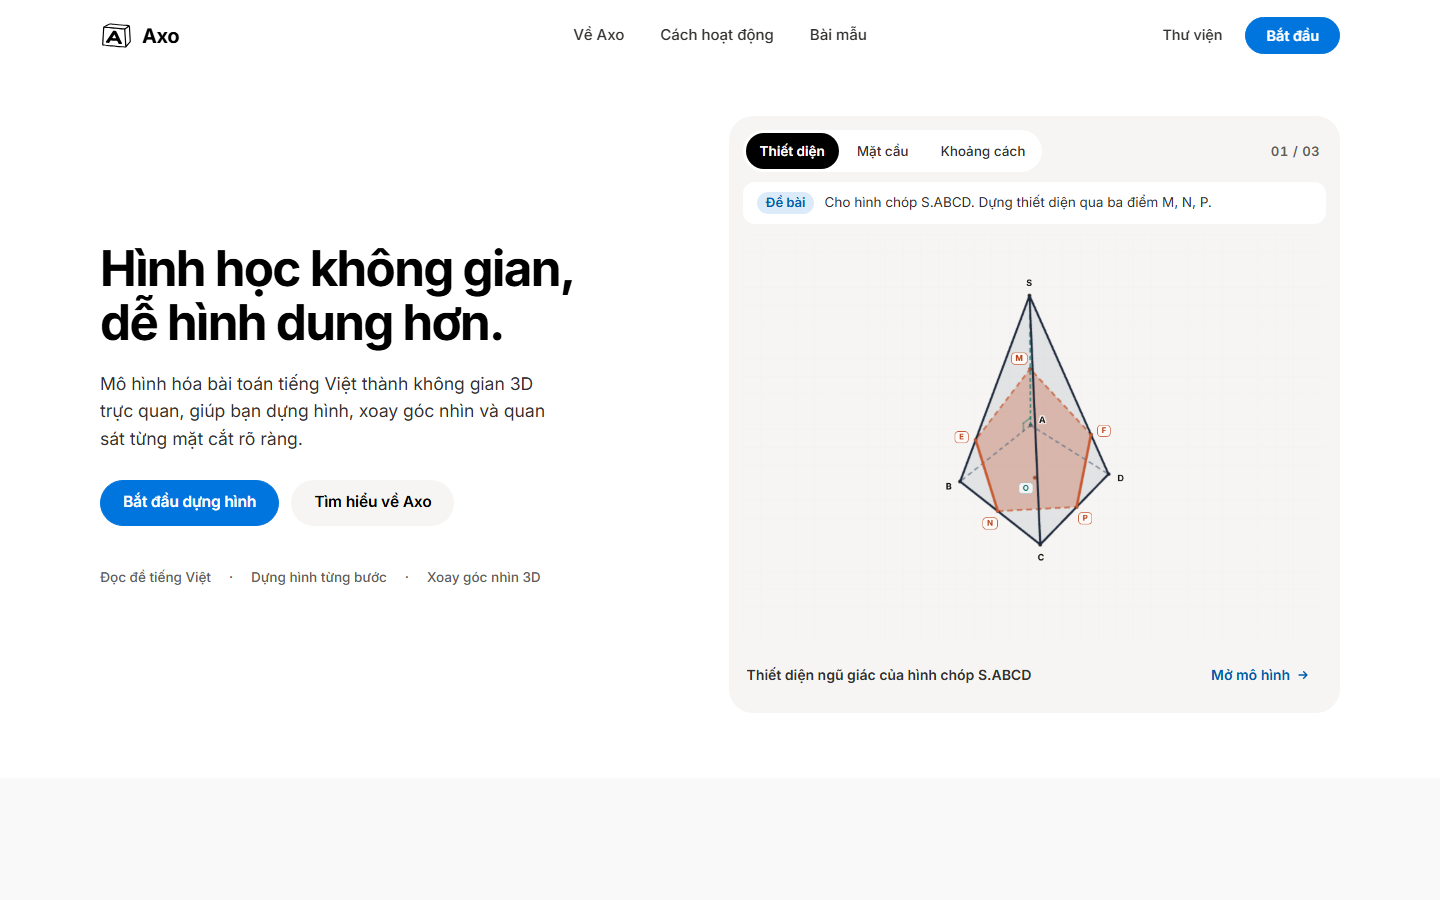 Axo
Về Axo
Cách hoạt động
Bài mẫu
Thư viện
Bắt đầu
Hình học không gian,
dễ hình dung hơn.
Mô hình hóa bài toán tiếng Việt thành không gian 3D
trực quan, giúp bạn dựng hình, xoay góc nhìn và quan
sát từng mặt cắt rõ ràng.
Bắt đầu dựng hình
Tìm hiểu về Axo
Đọc đề tiếng Việt · Dựng hình từng bước · Xoay góc nhìn 3D
Thiết diện
Mặt cầu
Khoảng cách
01 / 03
Đề bài
Cho hình chóp S.ABCD. Dựng thiết diện qua ba điểm M, N, P.
S
M
A
E
F
B
D
O
N
P
C
Thiết diện ngũ giác của hình chóp S.ABCD
Mở mô hình →